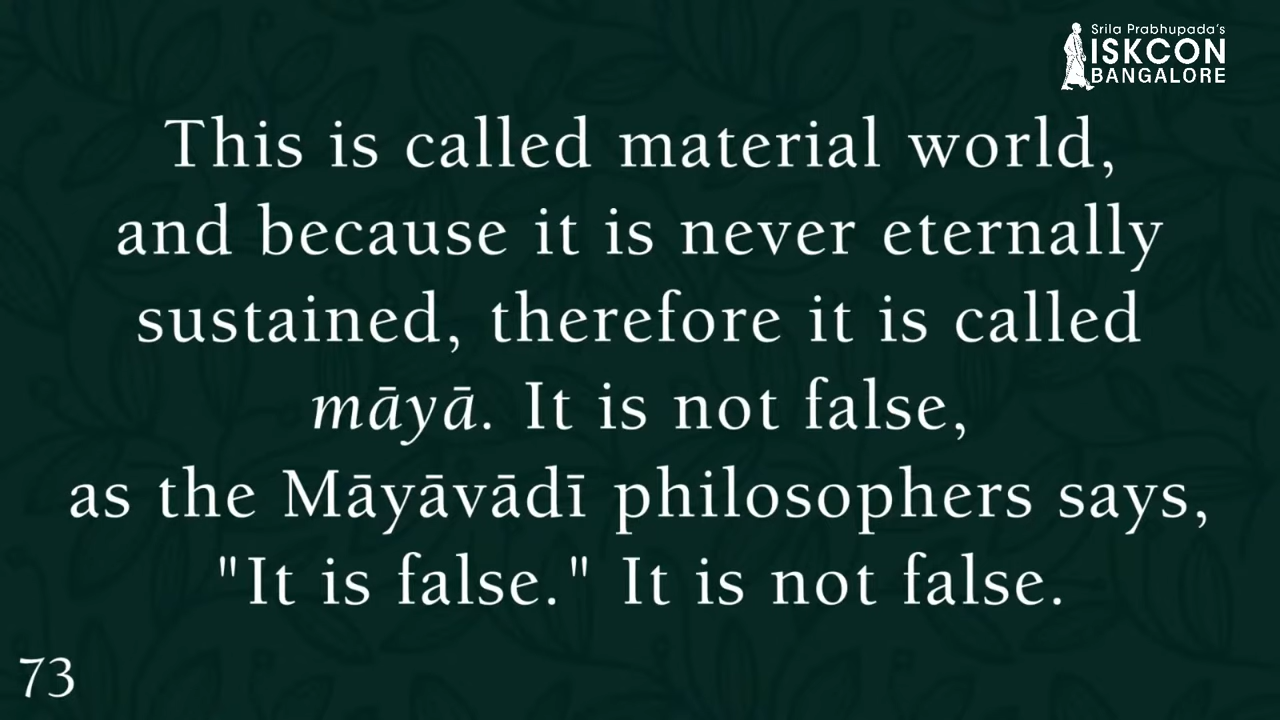 Srila Prabhupada's
ISKCON
BANGALORE
This is called material world,
and because it is never eternally
sustained, therefore it is called
māyā. It is not false,
as the Māyāvādī philosophers says,
"It is false." It is not false.
73